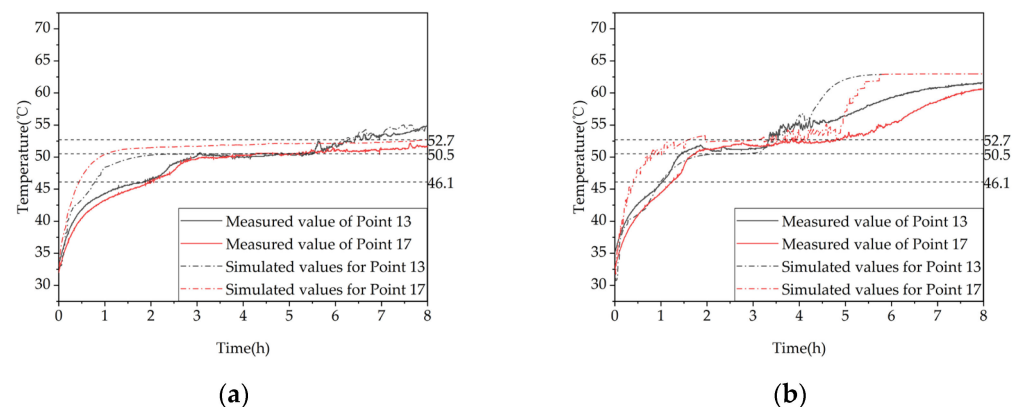 70
65
60
55
50
45
40
35
30
Temperature(℃)
52.7
50.5
46.1
Measured value of Point 13
Measured value of Point 17
Simulated values for Point 13
Simulated values for Point 17
0 1 2 3 4 5 6 7 8
Time(h)
(a)
70
65
60
55
50
45
40
35
30
Temperature(℃)
52.7
50.5
46.1
Measured value of Point 13
Measured value of Point 17
Simulated values for Point 13
Simulated values for Point 17
0 1 2 3 4 5 6 7 8
Time(h)
(b)